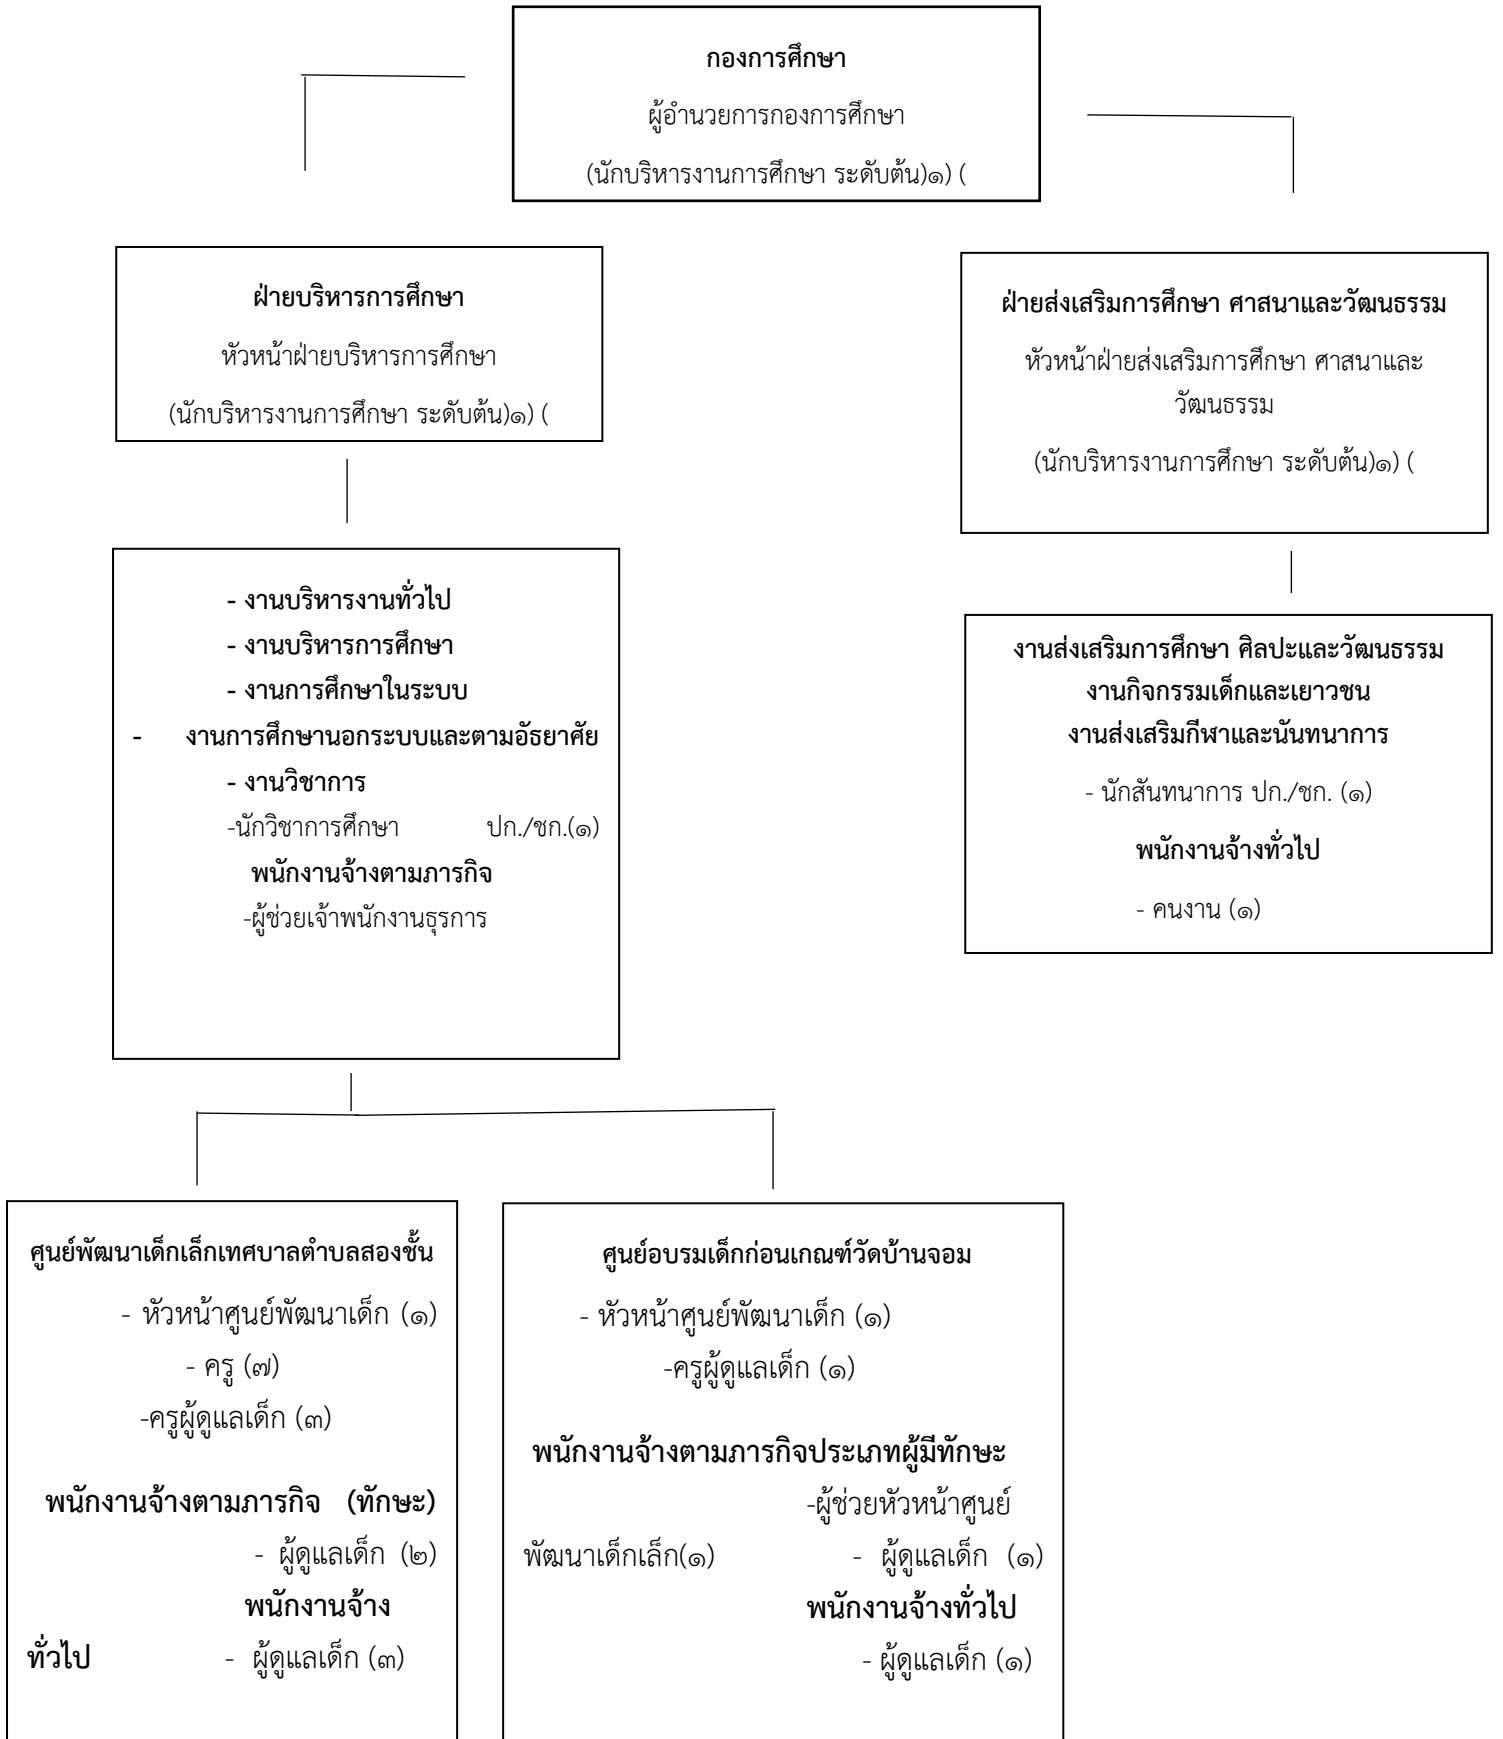 กองการศึกษา
ผู้อำนวยการกองการศึกษา
(นักบริหารงานการศึกษา ระดับต้น)๑) (
ฝ่ายบริหารการศึกษา
หัวหน้าฝ่ายบริหารการศึกษา
(นักบริหารงานการศึกษา ระดับต้น)๑) (
ฝ่ายส่งเสริมการศึกษา ศาสนาและวัฒนธรรม
หัวหน้าฝ่ายส่งเสริมการศึกษา ศาสนาและ
วัฒนธรรม
(นักบริหารงานการศึกษา ระดับต้น)๑) (
- งานบริหารงานทั่วไป
- งานบริหารการศึกษา
- งานการศึกษาในระบบ
- งานการศึกษานอกระบบและตามอัธยาศัย
- งานวิชาการ
-นักวิชาการศึกษา ปก./ชก.(๑)
พนักงานจ้างตามภารกิจ
-ผู้ช่วยเจ้าพนักงานธุรการ
งานส่งเสริมการศึกษา ศิลปะและวัฒนธรรม
งานกิจกรรมเด็กและเยาวชน
งานส่งเสริมกีฬาและนันทนาการ
- นักสันทนาการ ปก./ชก. (๑)
พนักงานจ้างทั่วไป
- คนงาน (๑)
ศูนย์พัฒนาเด็กเล็กเทศบาลตำบลสองชั้น
- หัวหน้าศูนย์พัฒนาเด็ก (๑)
- ครู (๗)
-ครูผู้ดูแลเด็ก (๓)
พนักงานจ้างตามภารกิจ (ทักษะ)
- ผู้ดูแลเด็ก (๒)
พนักงานจ้าง
ทั่วไป - ผู้ดูแลเด็ก (๓)
ศูนย์อบรมเด็กก่อนเกณฑ์วัดบ้านจอม
- หัวหน้าศูนย์พัฒนาเด็ก (๑)
-ครูผู้ดูแลเด็ก (๑)
พนักงานจ้างตามภารกิจประเภทผู้มีทักษะ
-ผู้ช่วยหัวหน้าศูนย์
พัฒนาเด็กเล็ก(๑) - ผู้ดูแลเด็ก (๑)
พนักงานจ้างทั่วไป
- ผู้ดูแลเด็ก (๑)